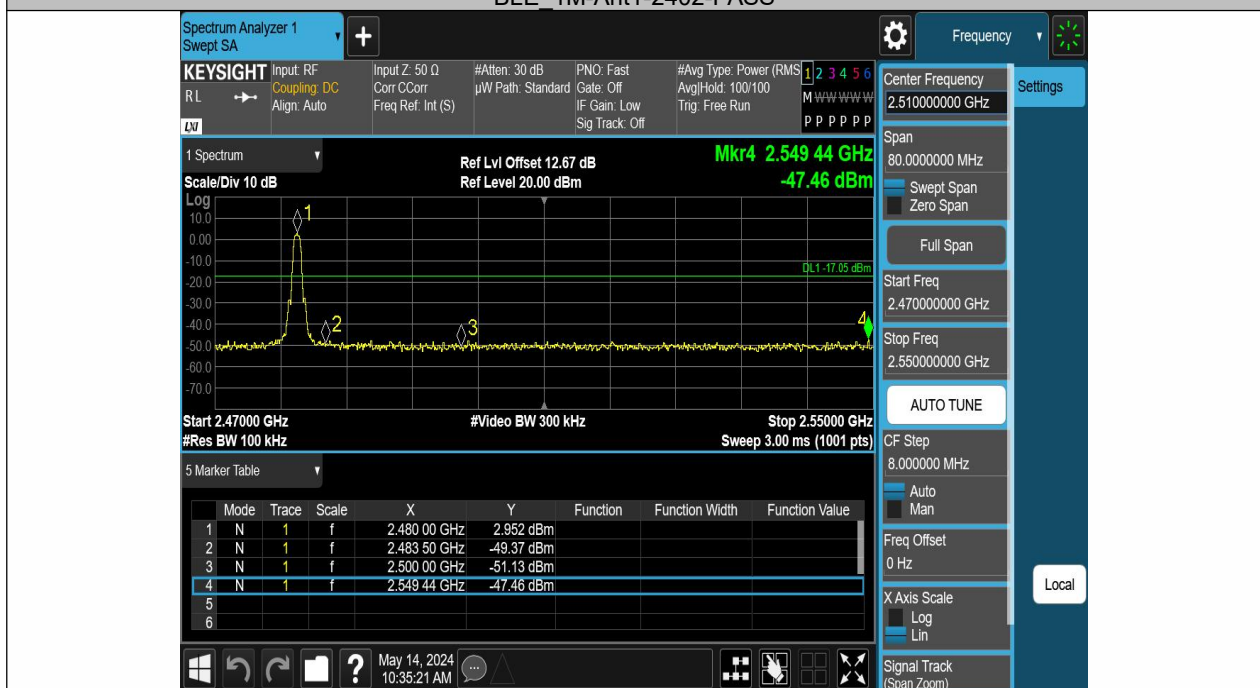 BLE_1M-Ant1-2402-PASS
Spectrum Analyzer 1
Swept SA
Frequency
KEYSIGHT
RL
LXI
Input: RF
Coupling: DC
Align: Auto
Input Z: 50 Ω
Corr CCorr
Freq Ref: Int (S)
#Atten: 30 dB
µW Path: Standard
PNO: Fast
Gate: Off
IF Gain: Low
Sig Track: Off
#Avg Type: Power (RMS
Avg|Hold: 100/100
Trig: Free Run
1 2 3 4 5 6
M W W W W W
P P P P P P
Center Frequency
2.510000000 GHz
Settings
1 Spectrum
Ref Lvl Offset 12.67 dB
Mkr4 2.549 44 GHz
Scale/Div 10 dB
Ref Level 20.00 dBm
-47.46 dBm
Log
10.0
0.00
-10.0
-20.0
-30.0
-40.0
-50.0
-60.0
-70.0
1
2
3
4
DL1 -17.05 dBm
Start 2.47000 GHz
#Video BW 300 kHz
Stop 2.55000 GHz
#Res BW 100 kHz
Sweep 3.00 ms (1001 pts)
Span
80.0000000 MHz
Swept Span
Zero Span
Full Span
Start Freq
2.470000000 GHz
Stop Freq
2.550000000 GHz
AUTO TUNE
CF Step
8.000000 MHz
Auto
Man
Freq Offset
0 Hz
X Axis Scale
Log
Lin
Signal Track
(Span Zoom)
Local
5 Marker Table
Mode Trace Scale X Y Function Function Width Function Value
1 N 1 f 2.480 00 GHz 2.952 dBm
2 N 1 f 2.483 50 GHz -49.37 dBm
3 N 1 f 2.500 00 GHz -51.13 dBm
4 N 1 f 2.549 44 GHz -47.46 dBm
5
6
?
May 14, 2024
10:35:21 AM